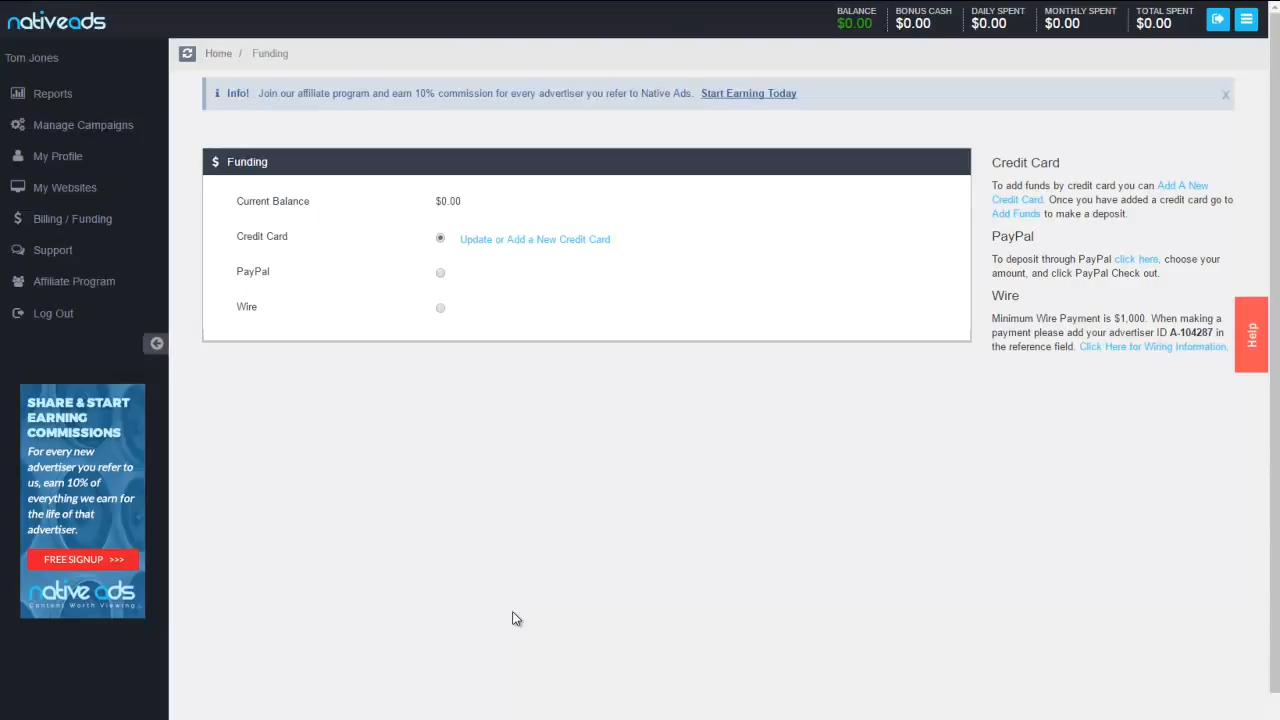 nativeads
BALANCE
$0.00
BONUS CASH
$0.00
DAILY SPENT
$0.00
MONTHLY SPENT
$0.00
TOTAL SPENT
$0.00
Tom Jones
Reports
Manage Campaigns
My Profile
My Websites
Billing / Funding
Support
Affiliate Program
Log Out
SHARE & START
EARNING
COMMISSIONS
For every new
advertiser you refer to
us, earn 10% of
everything we earn for
the life of that
advertiser.
FREE SIGNUP >>>
native ads
Content Worth Viewing
Home / Funding
Info! Join our affiliate program and earn 10% commission for every advertiser you refer to Native Ads. Start Earning Today
x
$ Funding
Current Balance $0.00
Credit Card Update or Add a New Credit Card
PayPal
Wire
Credit Card
To add funds by credit card you can Add A New
Credit Card. Once you have added a credit card go to
Add Funds to make a deposit.
PayPal
To deposit through PayPal click here, choose your
amount, and click PayPal Check out.
Wire
Minimum Wire Payment is $1,000. When making a
payment please add your advertiser ID A-104287 in
the reference field. Click Here for Wiring Information.
Help